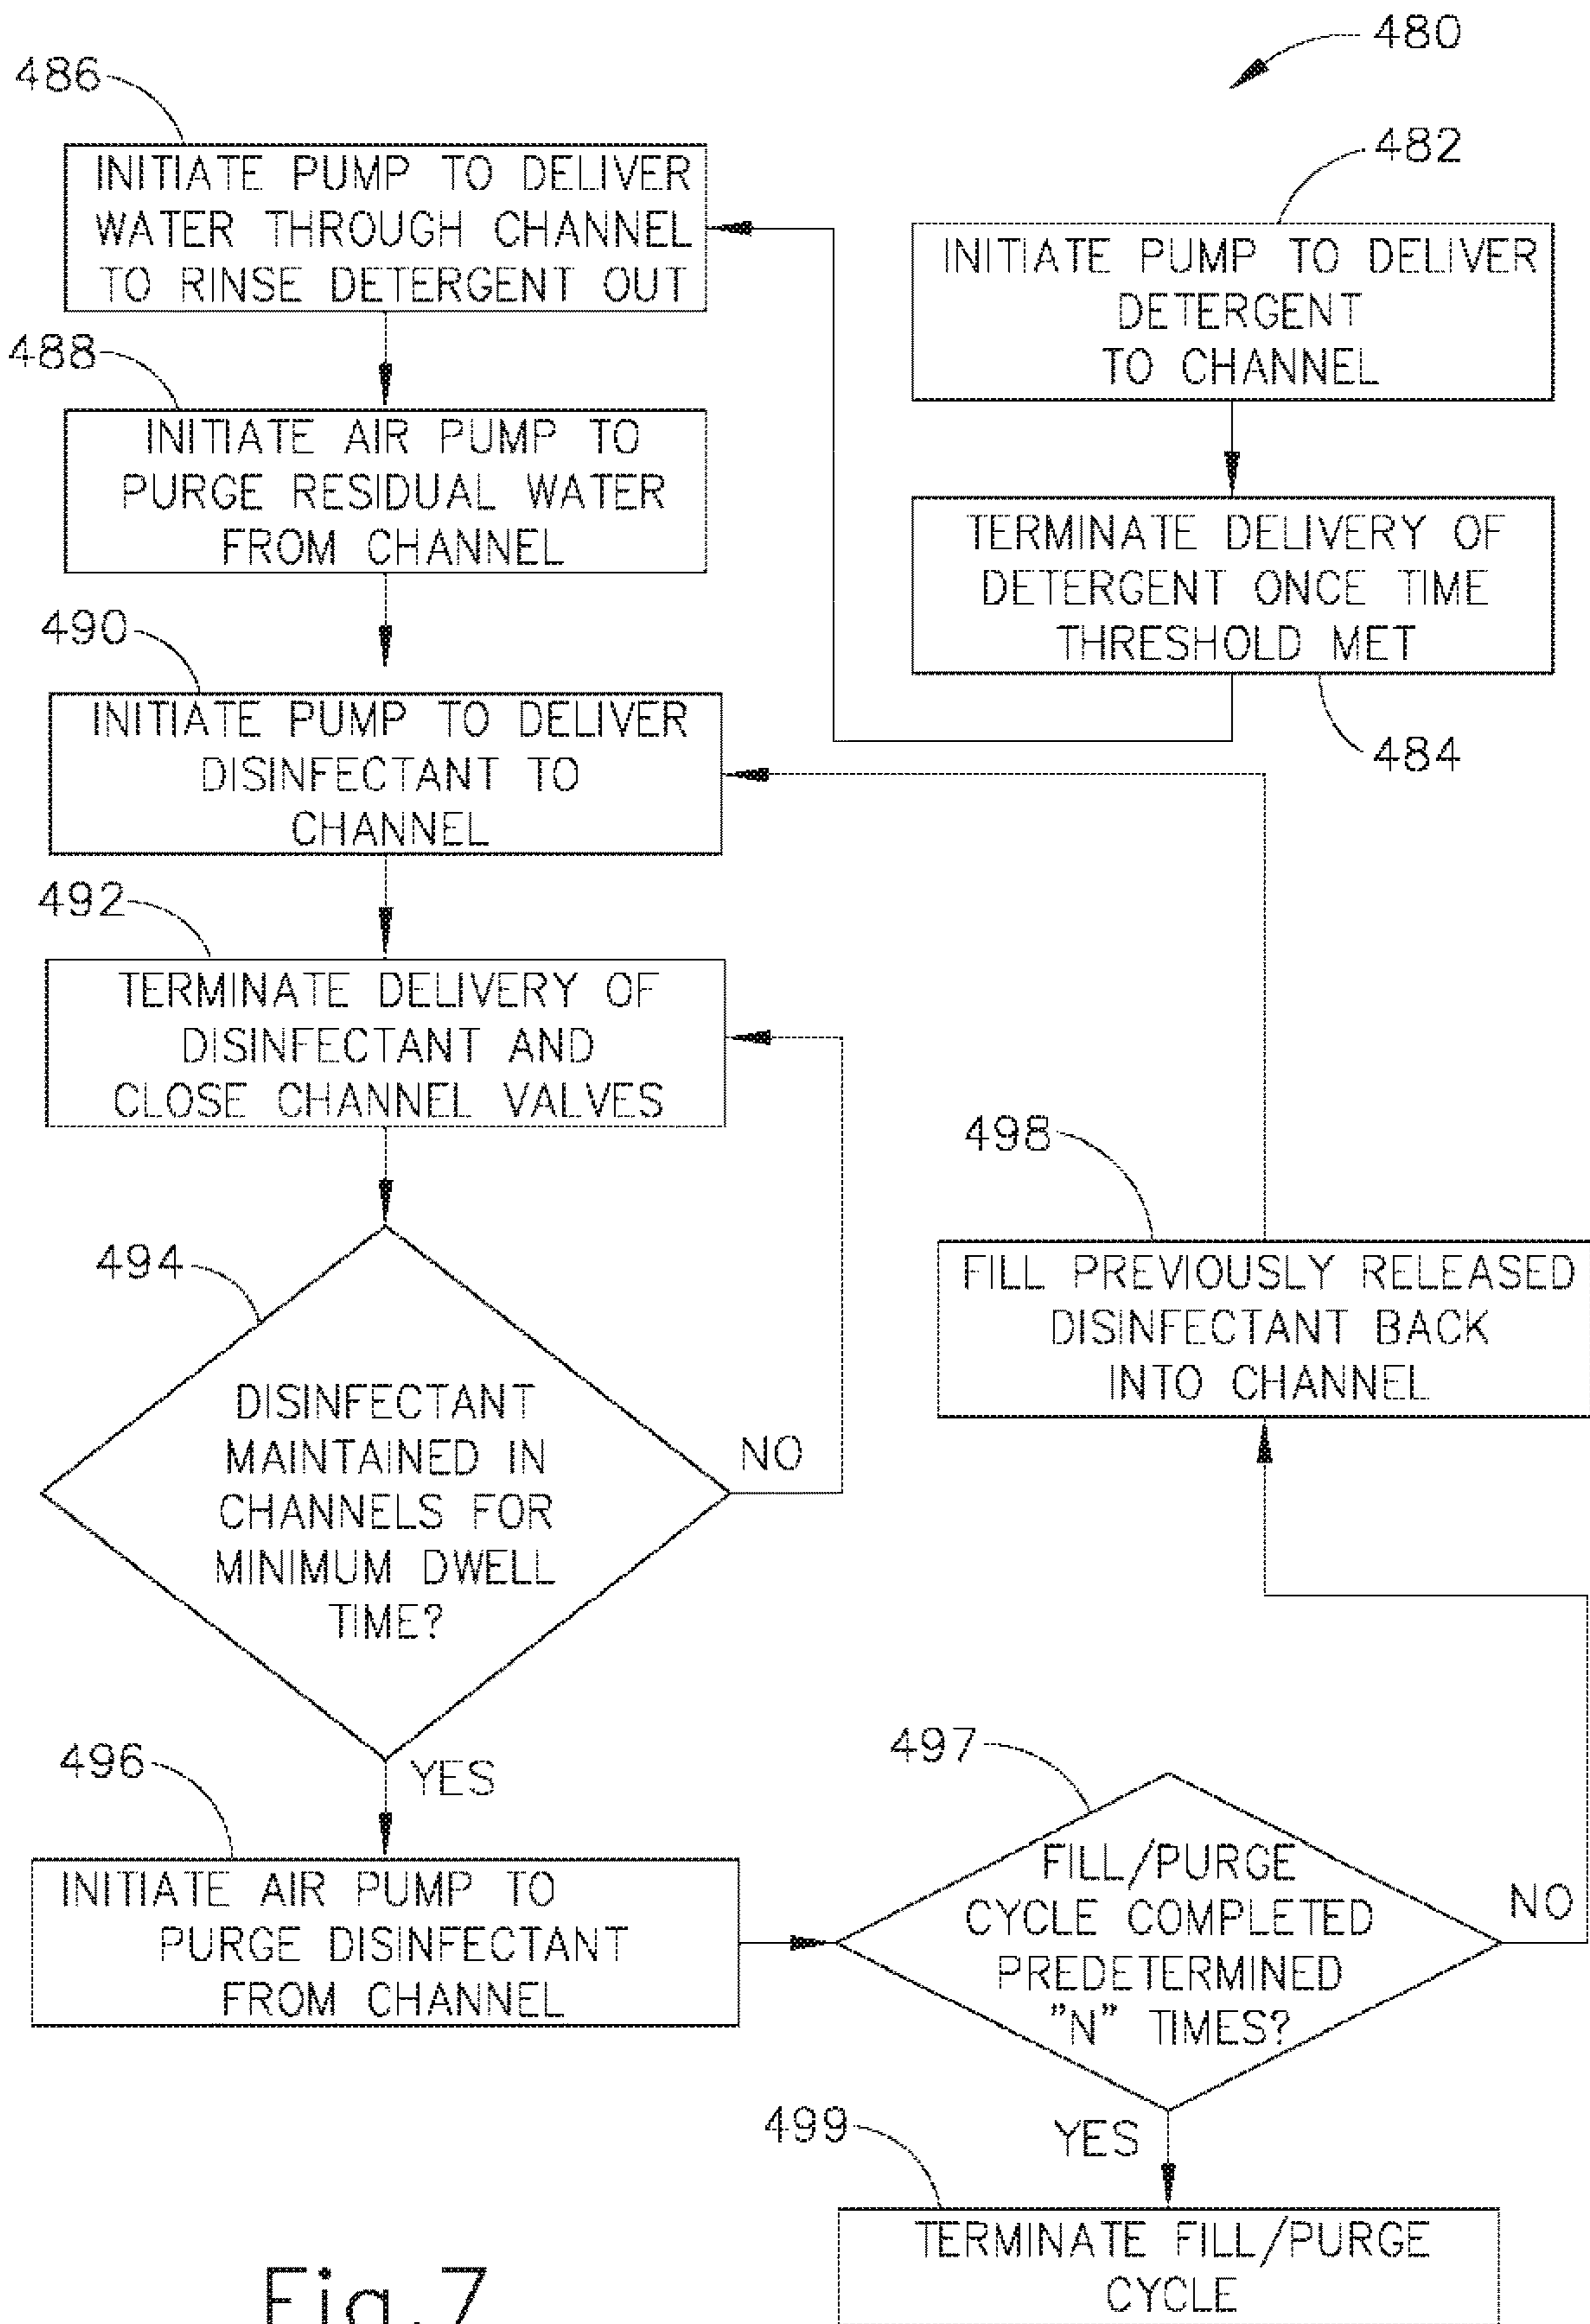 480
482
INITIATE PUMP TO DELIVER
DETERGENT
TO CHANNEL
TERMINATE DELIVERY OF
DETERGENT ONCE TIME
THRESHOLD MET
484
486
INITIATE PUMP TO DELIVER
WATER THROUGH CHANNEL
TO RINSE DETERGENT OUT
488
INITIATE AIR PUMP TO
PURGE RESIDUAL WATER
FROM CHANNEL
490
INITIATE PUMP TO DELIVER
DISINFECTANT TO
CHANNEL
492
TERMINATE DELIVERY OF
DISINFECTANT AND
CLOSE CHANNEL VALVES
494
DISINFECTANT
MAINTAINED IN
CHANNELS FOR
MINIMUM DWELL
TIME?
NO
YES
496
INITIATE AIR PUMP TO
PURGE DISINFECTANT
FROM CHANNEL
497
FILL/PURGE
CYCLE COMPLETED
PREDETERMINED
"N" TIMES?
NO
498
FILL PREVIOUSLY RELEASED
DISINFECTANT BACK
INTO CHANNEL
YES
499
TERMINATE FILL/PURGE
CYCLE
Fig.7